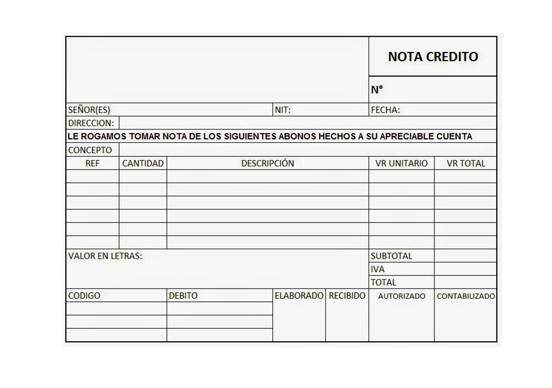 NOTA CREDITO
N°
SEÑOR(ES) NIT: FECHA:
DIRECCION:
LE ROGAMOS TOMAR NOTA DE LOS SIGUIENTES ABONOS HECHOS A SU APRECIABLE CUENTA
CONCEPTO
REF CANTIDAD DESCRIPCIÓN VR UNITARIO VR TOTAL
VALOR EN LETRAS: SUBTOTAL
IVA
TOTAL
CODIGO DEBITO ELABORADO RECIBIDO AUTORIZADO CONTABILIZADO